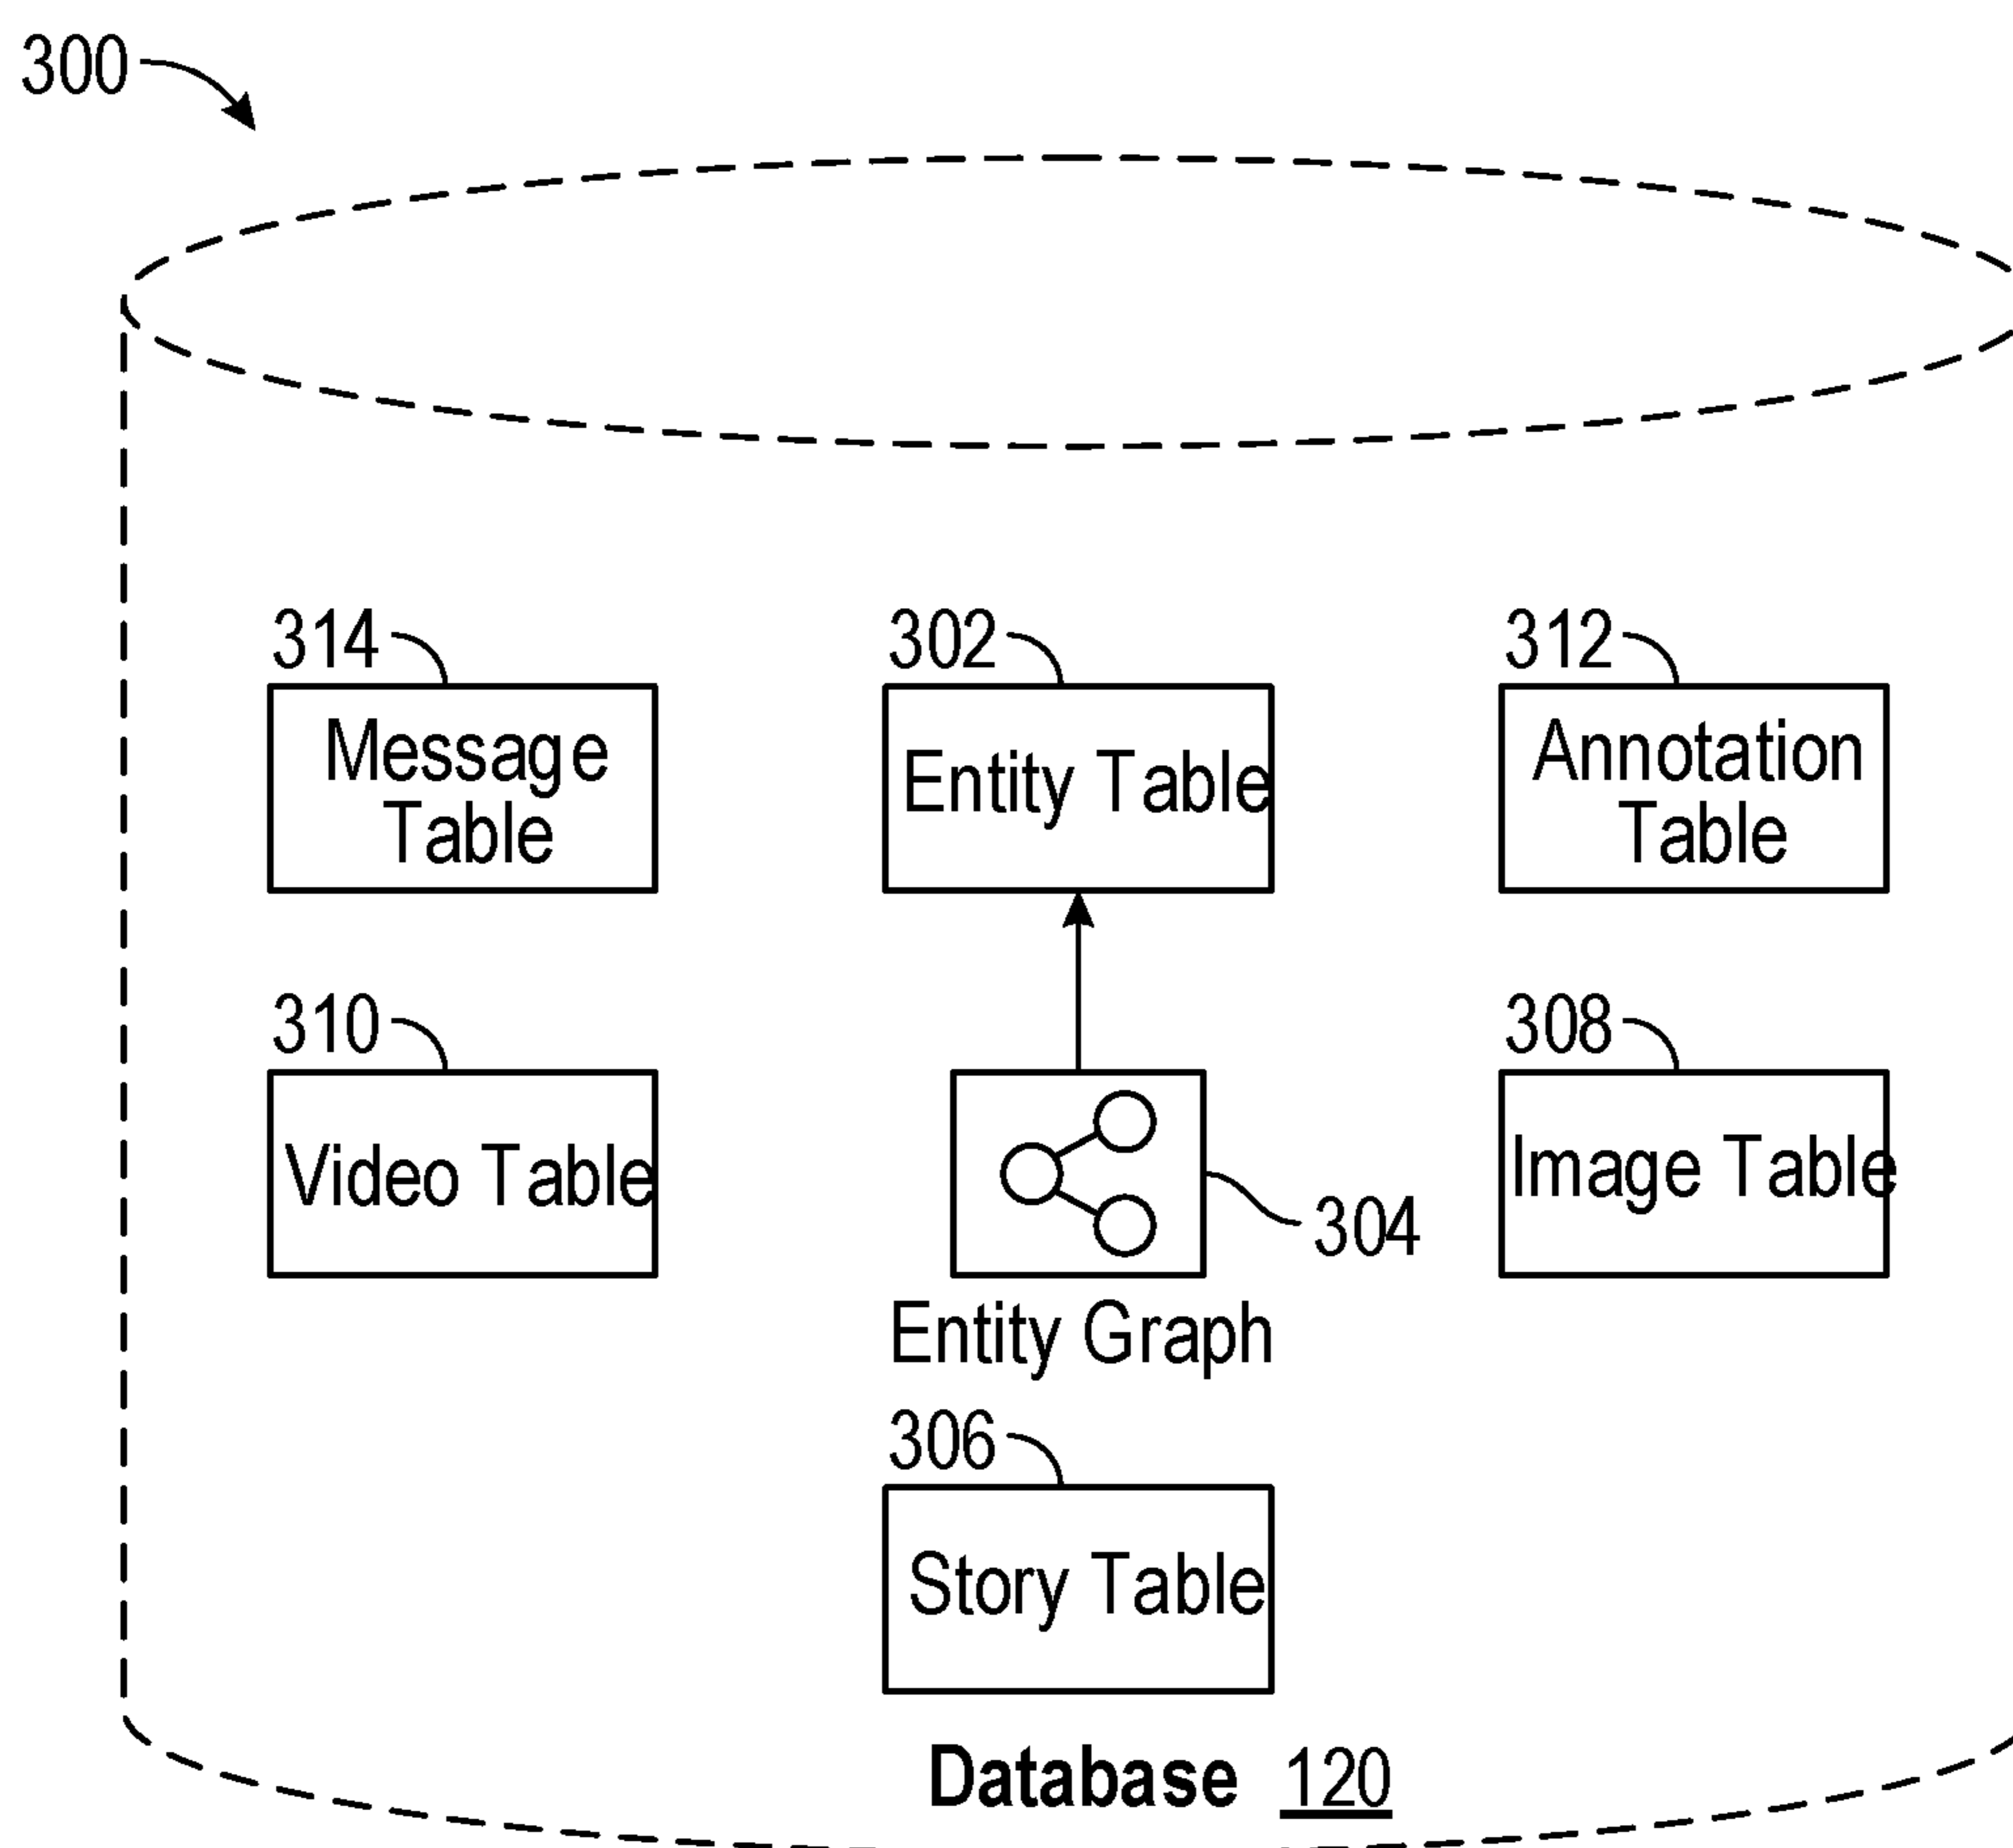 300
314
302
312
Message
Table
Entity Table
Annotation
Table
310
308
Video Table
Image Table
304
Entity Graph
306
Story Table
Database 120